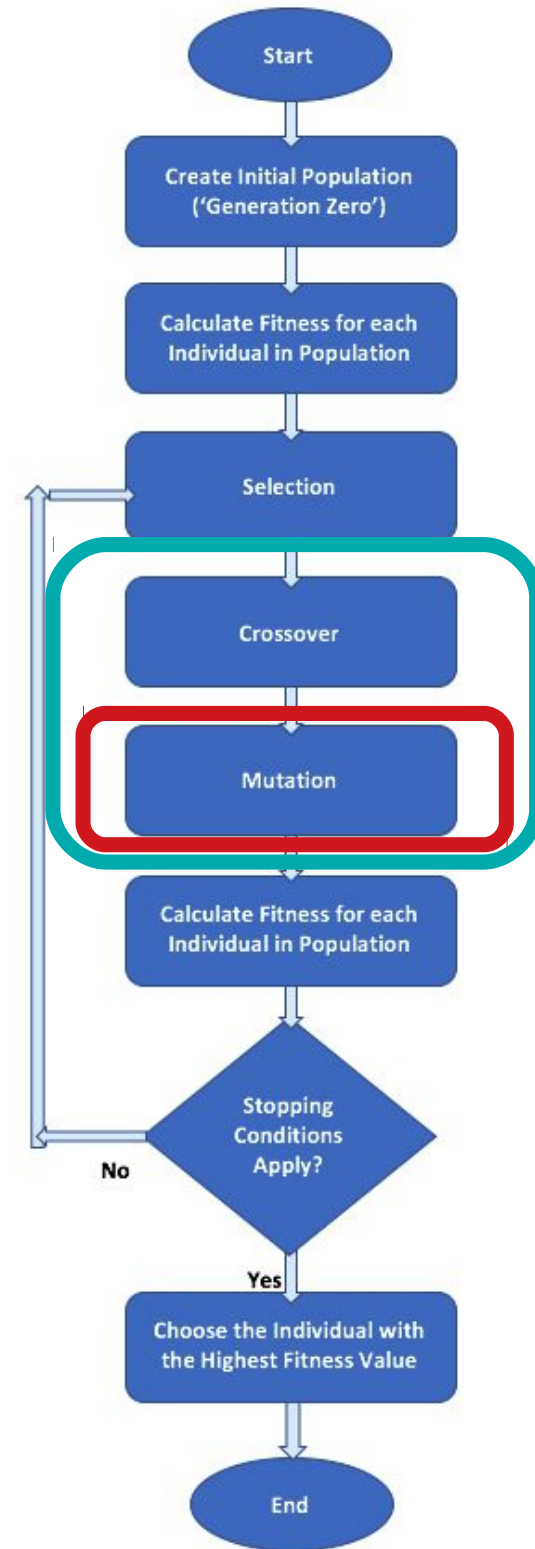 Start
Create Initial Population
(‘Generation Zero’)
Calculate Fitness for each
Individual in Population
Selection
Crossover
Mutation
Calculate Fitness for each
Individual in Population
Stopping
Conditions
Apply?
No
Yes
Choose the Individual with
the Highest Fitness Value
End